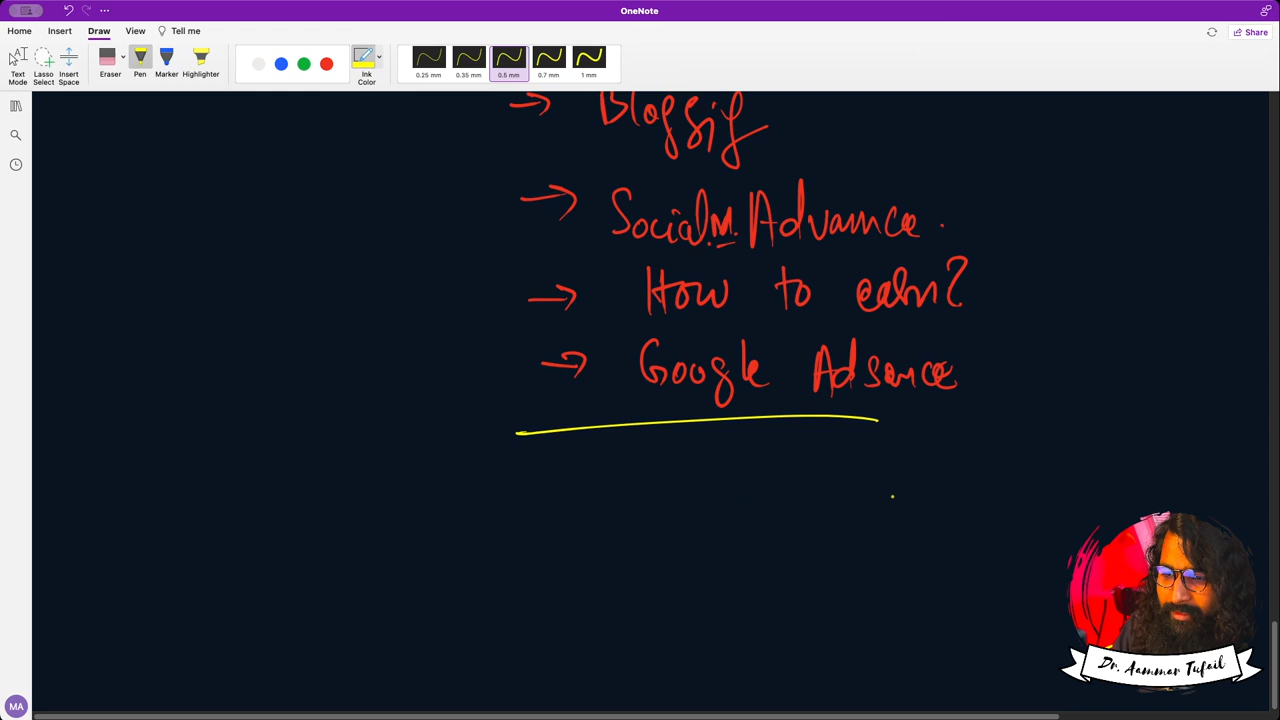 OneNote
Home Insert Draw View Tell me Share
Text Mode Lasso Select Insert Space Eraser Pen Marker Highlighter Ink Color 0.25 mm 0.35 mm 0.5 mm 0.7 mm 1 mm
→ Bloggig
→ Social M. Advance.
→ How to earn?
→ Google Adsence
Dr. Aammar Tufail
MA